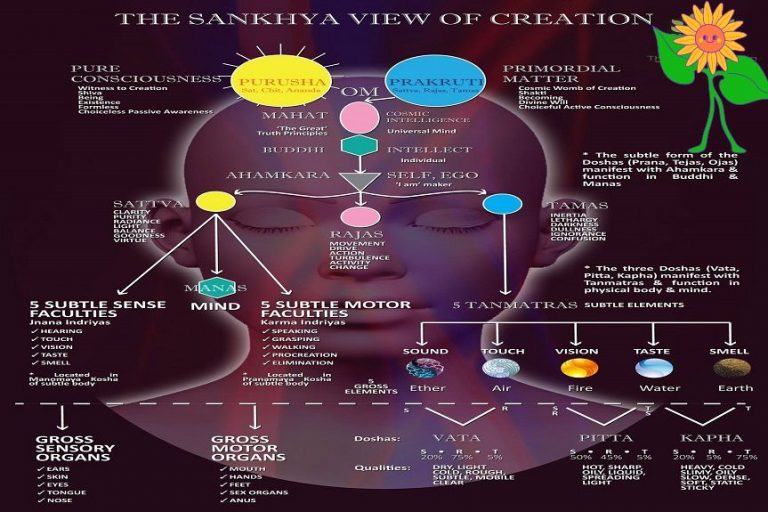 THE SANKHYA VIEW OF CREATION
PURE
CONSCIOUSNESS
Witness to Creation
Shiva
Being
Existence
Formless
Choiceless Passive Awareness
PURUSHA
Sat, Chit, Ananda
OM
PRAKRUTI
Sattva, Rajas, Tamas
PRIMORDIAL
MATTER
Cosmic Womb of Creation
Shakti
Becoming
Divine Will
Choiceful Active Consciousness
MAHAT
'The Great'
Truth Principles
COSMIC
INTELLIGENCE
Universal Mind
BUDDHI
INTELLECT
Individual
AHAMKARA
SELF, EGO
'I am' maker
* The subtle form of the
Doshas (Prana, Tejas, Ojas)
manifest with Ahamkara &
function in Buddhi &
Manas
SATTVA
CLARITY
PURITY
RADIANCE
LIGHT
BALANCE
GOODNESS
VIRTUE
RAJAS
MOVEMENT
DRIVE
ACTION
TURBULENCE
ACTIVITY
CHANGE
TAMAS
INERTIA
LETHARGY
DARKNESS
DULLNESS
IGNORANCE
CONFUSION
* The three Doshas (Vata,
Pitta, Kapha) manifest with
Tanmatras & function in
physical body & mind.
MANAS
MIND
5 SUBTLE SENSE
FACULTIES
Jnana Indriyas
✓ HEARING
✓ TOUCH
✓ VISION
✓ TASTE
✓ SMELL
* Located in
Manomaya Kosha
of subtle body
5 SUBTLE MOTOR
FACULTIES
Karma Indriyas
✓ SPEAKING
✓ GRASPING
✓ WALKING
✓ PROCREATION
✓ ELIMINATION
* Located in
Pranamaya Kosha
of subtle body
5 TANMATRAS SUBTLE ELEMENTS
SOUND TOUCH VISION TASTE SMELL
5
GROSS
ELEMENTS
Ether Air Fire Water Earth
S R S R T S T
GROSS
SENSORY
ORGANS
✓ EARS
✓ SKIN
✓ EYES
✓ TONGUE
✓ NOSE
GROSS
MOTOR
ORGANS
✓ MOUTH
✓ HANDS
✓ FEET
✓ SEX ORGANS
✓ ANUS
Doshas: VATA PITTA KAPHA
S • R • T S • R • T S • R • T
20% 75% 5% 50% 45% 5% 20% 5% 75%
Qualities:
DRY, LIGHT
COLD, ROUGH,
SUBTLE, MOBILE
CLEAR
HOT, SHARP,
OILY, LIQUID,
SPREADING
LIGHT
HEAVY, COLD
SLIMY, OILY
SLOW, DENSE,
SOFT, STATIC
STICKY